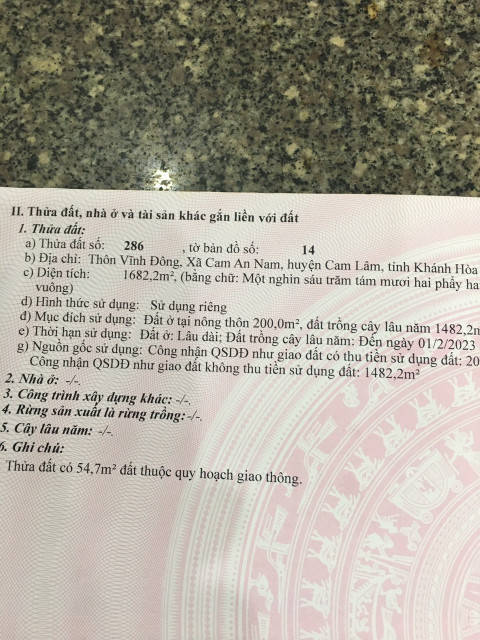 II. Thửa đất, nhà ở và tài sản khác gắn liền với đất
1. Thửa đất:
a) Thửa đất số: 286 , tờ bản đồ số: 14
b) Địa chỉ: Thôn Vĩnh Đông, Xã Cam An Nam, huyện Cam Lâm, tỉnh Khánh Hòa
c) Diện tích: 1682,2m², (bằng chữ: Một nghìn sáu trăm tám mươi hai phẩy ha
vuông)
d) Hình thức sử dụng: Sử dụng riêng
đ) Mục đích sử dụng: Đất ở tại nông thôn 200,0m², đất trồng cây lâu năm 1482,2n
e) Thời hạn sử dụng: Đất ở: Lâu dài; Đất trồng cây lâu năm: Đến ngày 01/2/2023
g) Nguồn gốc sử dụng: Công nhận QSDĐ như giao đất có thu tiền sử dụng đất: 20
Công nhận QSDĐ như giao đất không thu tiền sử dụng đất: 1482,2m²
2. Nhà ở: -/-.
3. Công trình xây dựng khác: -/-.
4. Rừng sản xuất là rừng trồng: -/-.
5. Cây lâu năm: -/-.
6. Ghi chú:
Thửa đất có 54,7m² đất thuộc quy hoạch giao thông.